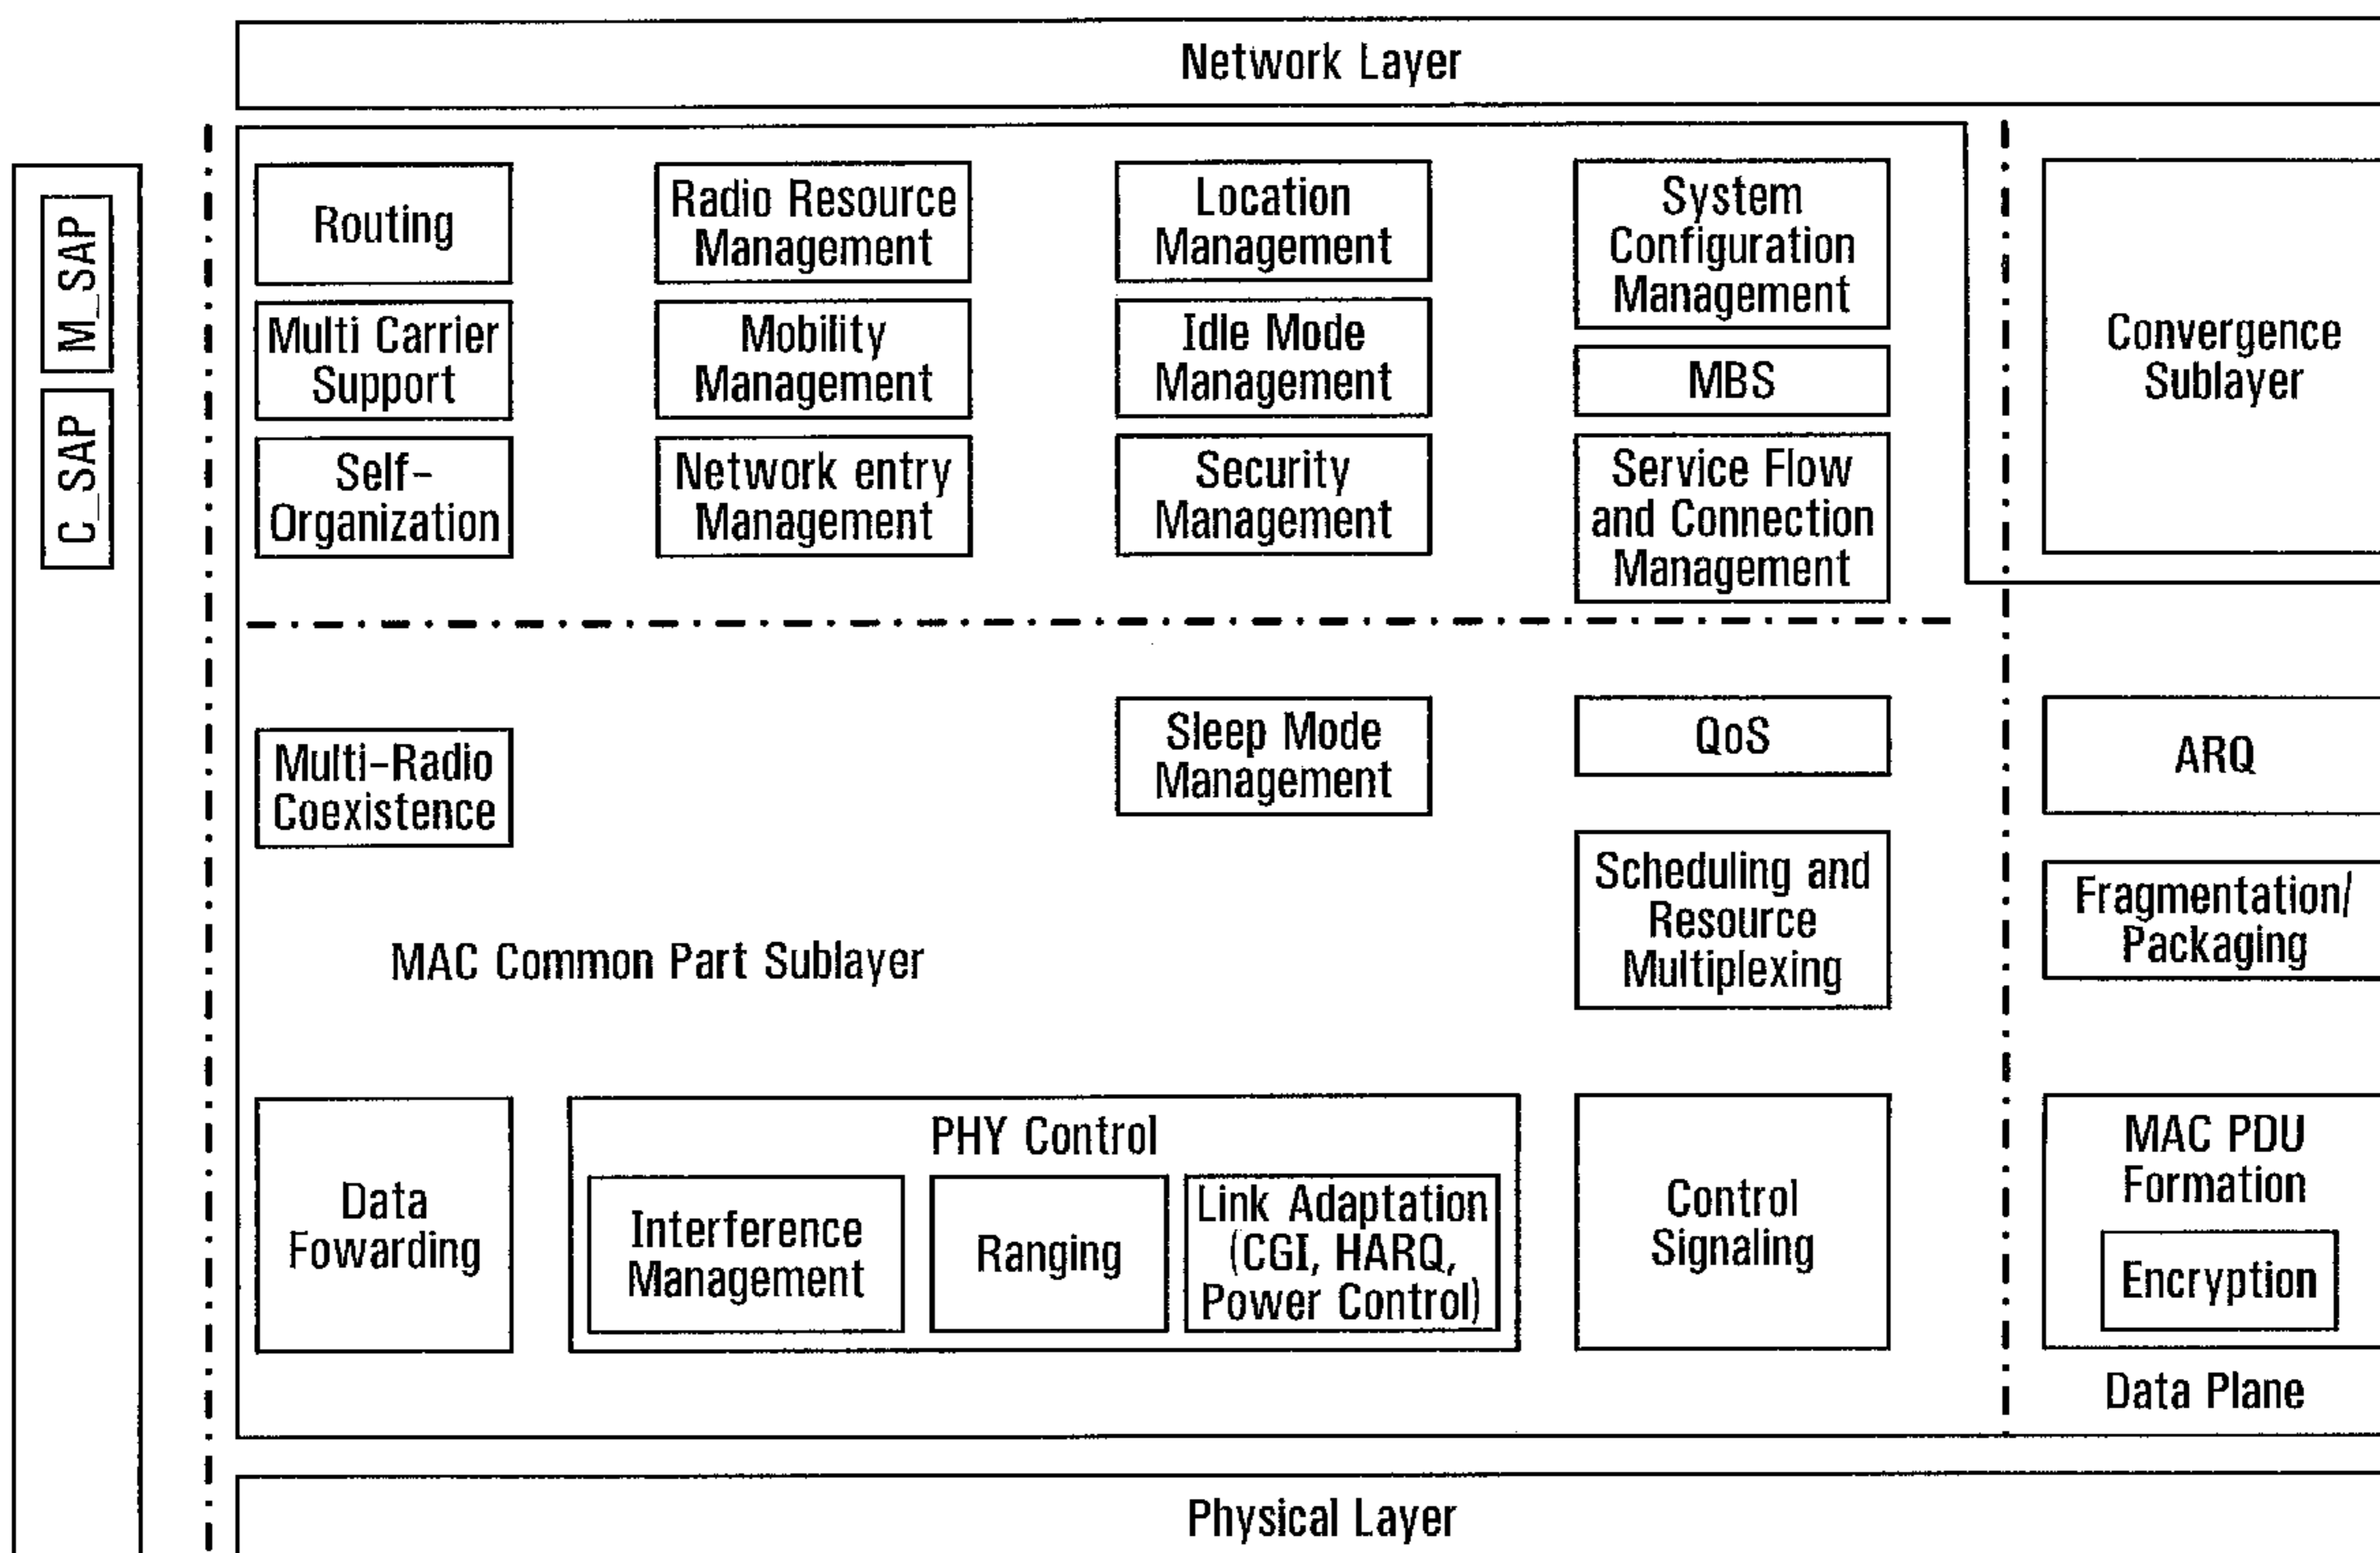 Network Layer
M_SAP
C_SAP
Routing
Radio Resource
Management
Location
Management
System
Configuration
Management
Convergence
Sublayer
Multi Carrier
Support
Mobility
Management
Idle Mode
Management
MBS
Self-
Organization
Network entry
Management
Security
Management
Service Flow
and Connection
Management
Multi-Radio
Coexistence
Sleep Mode
Management
QoS
ARQ
Scheduling and
Resource
Multiplexing
Fragmentation/
Packaging
MAC Common Part Sublayer
Data
Fowarding
PHY Control
Interference
Management
Ranging
Link Adaptation
(CGI, HARQ,
Power Control)
Control
Signaling
MAC PDU
Formation
Encryption
Data Plane
Physical Layer